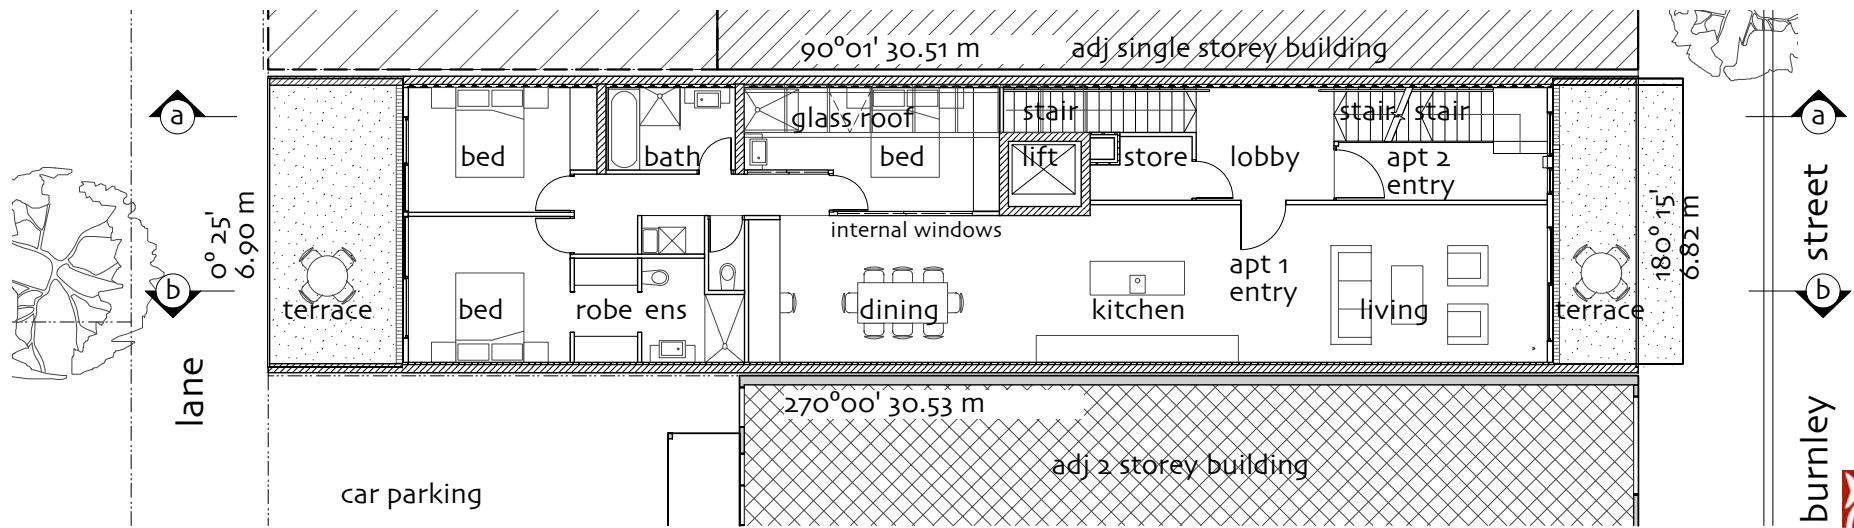 90°01' 30.51 m
adj single storey building
a
a
glass roof
stair
stair
stair
bed
bath
bed
lift
store
lobby
apt 2
entry
0° 25'
6.90 m
internal windows
street
180° 15'
6.82 m
b
b
apt 1
entry
terrace
bed
robe
ens
dining
kitchen
living
terrace
lane
270°00' 30.53 m
burnley
adj 2 storey building
car parking